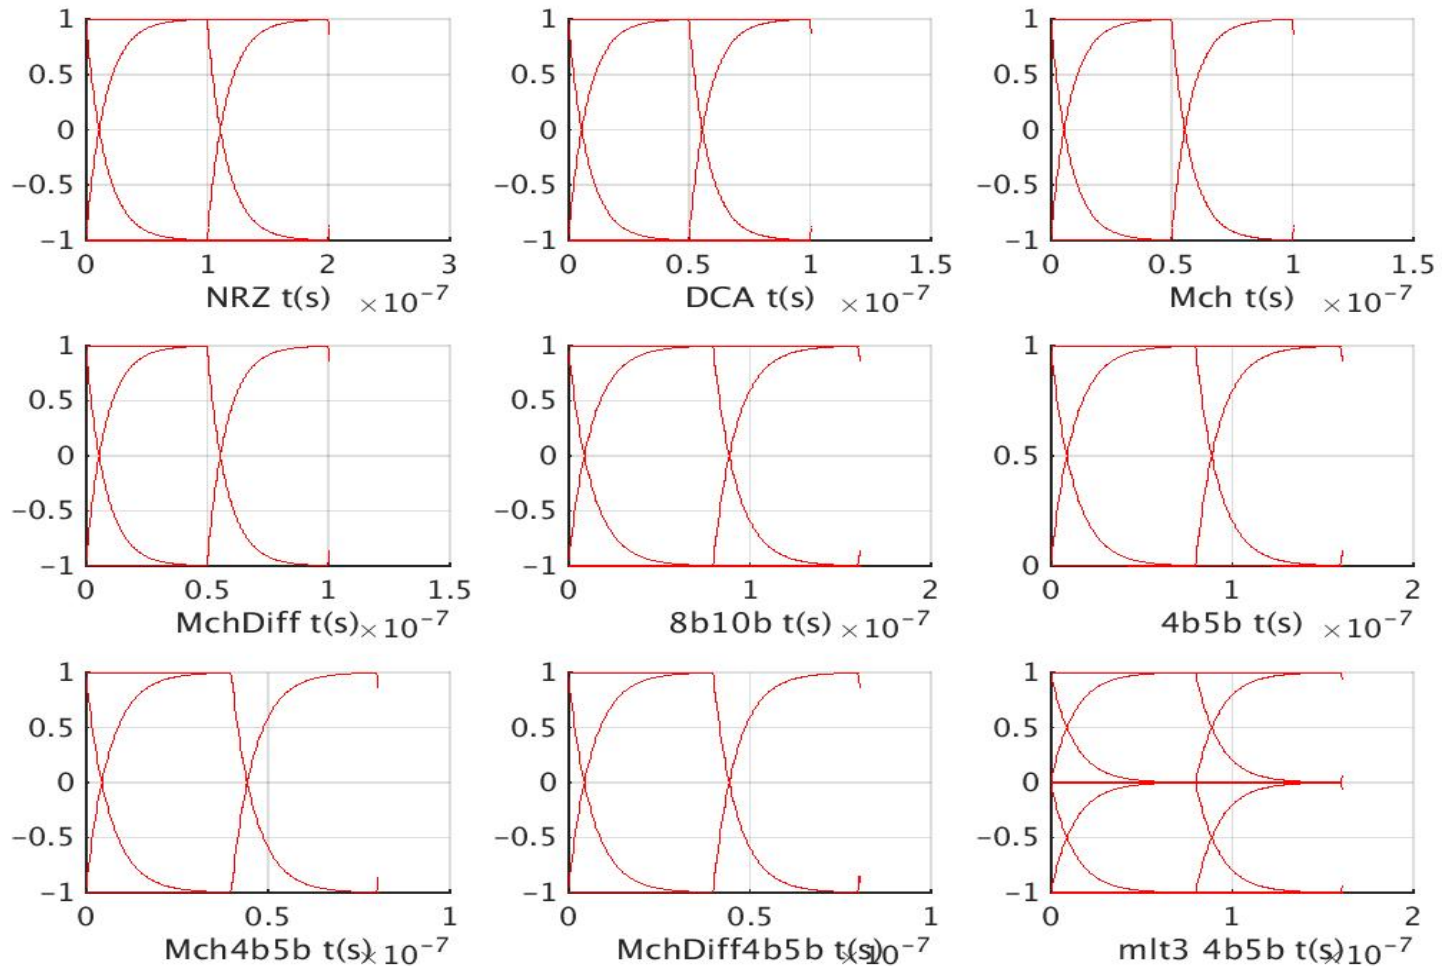 1
0.5
0
−0.5
−1
0 1 2 3
NRZ t(s) ×10⁻⁷
1
0.5
0
−0.5
−1
0 0.5 1 1.5
DCA t(s) ×10⁻⁷
1
0.5
0
−0.5
−1
0 0.5 1 1.5
Mch t(s) ×10⁻⁷
1
0.5
0
−0.5
−1
0 0.5 1 1.5
MchDiff t(s) ×10⁻⁷
1
0.5
0
−0.5
−1
0 1 2
8b10b t(s) ×10⁻⁷
1
0.5
0
0 1 2
4b5b t(s) ×10⁻⁷
1
0.5
0
−0.5
−1
0 0.5 1
Mch4b5b t(s) ×10⁻⁷
1
0.5
0
−0.5
−1
0 0.5 1
MchDiff4b5b t(s) ×10⁻⁷
1
0.5
0
−0.5
−1
0 1 2
mlt3 4b5b t(s) ×10⁻⁷